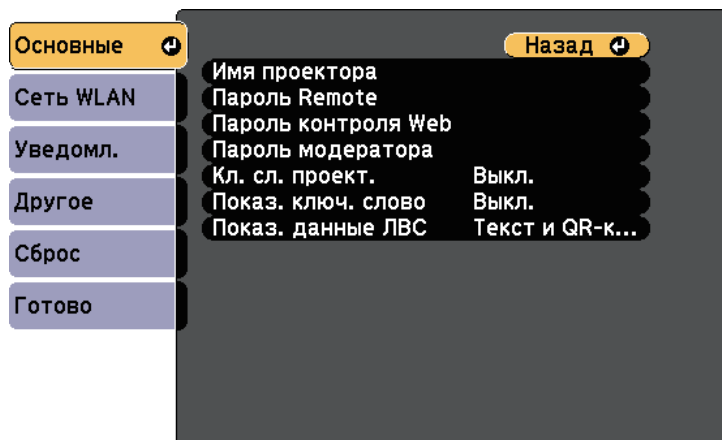 Основные
Сеть WLAN
Уведомл.
Другое
Сброс
Готово
Назад
Имя проектора
Пароль Remote
Пароль контроля Web
Пароль модератора
Кл. сл. проект. Выкл.
Показ. ключ. слово Выкл.
Показ. данные ЛВС Текст и QR-к...